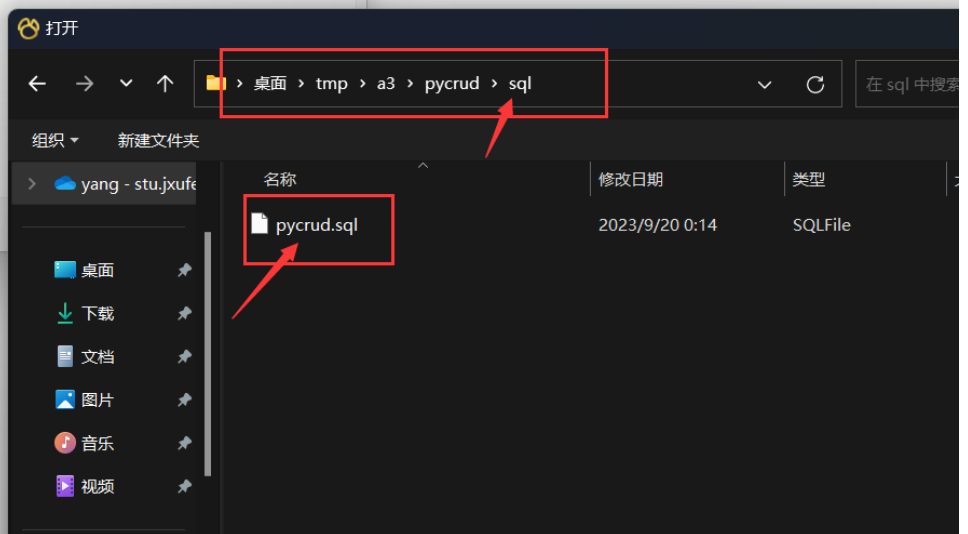 打开
桌面 tmp a3 pycrud sql
在 sql 中搜索
组织 新建文件夹
yang - stu.jxufe
名称 修改日期 类型
pycrud.sql 2023/9/20 0:14 SQLFile
桌面
下载
文档
图片
音乐
视频